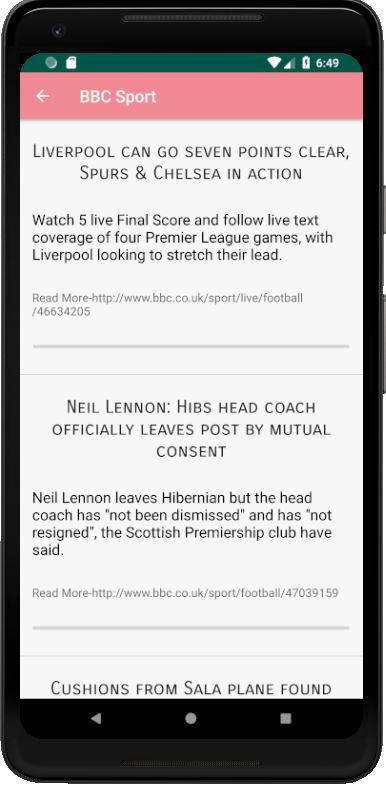 6:49
BBC Sport
Liverpool can go seven points clear,
Spurs & Chelsea in action
Watch 5 live Final Score and follow live text
coverage of four Premier League games, with
Liverpool looking to stretch their lead.
Read More-http://www.bbc.co.uk/sport/live/football
/46634205
Neil Lennon: Hibs head coach
officially leaves post by mutual
consent
Neil Lennon leaves Hibernian but the head
coach has "not been dismissed" and has "not
resigned", the Scottish Premiership club have
said.
Read More-http://www.bbc.co.uk/sport/football/47039159
Cushions from Sala plane found